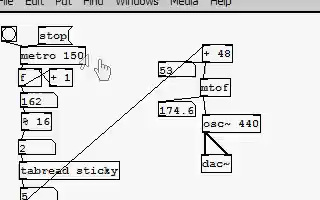 File Edit Put Find Windows Media Help
stop
metro 150
f
+ 1
162
% 16
2
tabread sticky
5
+ 48
53
mtof
174.6
osc~ 440
dac~